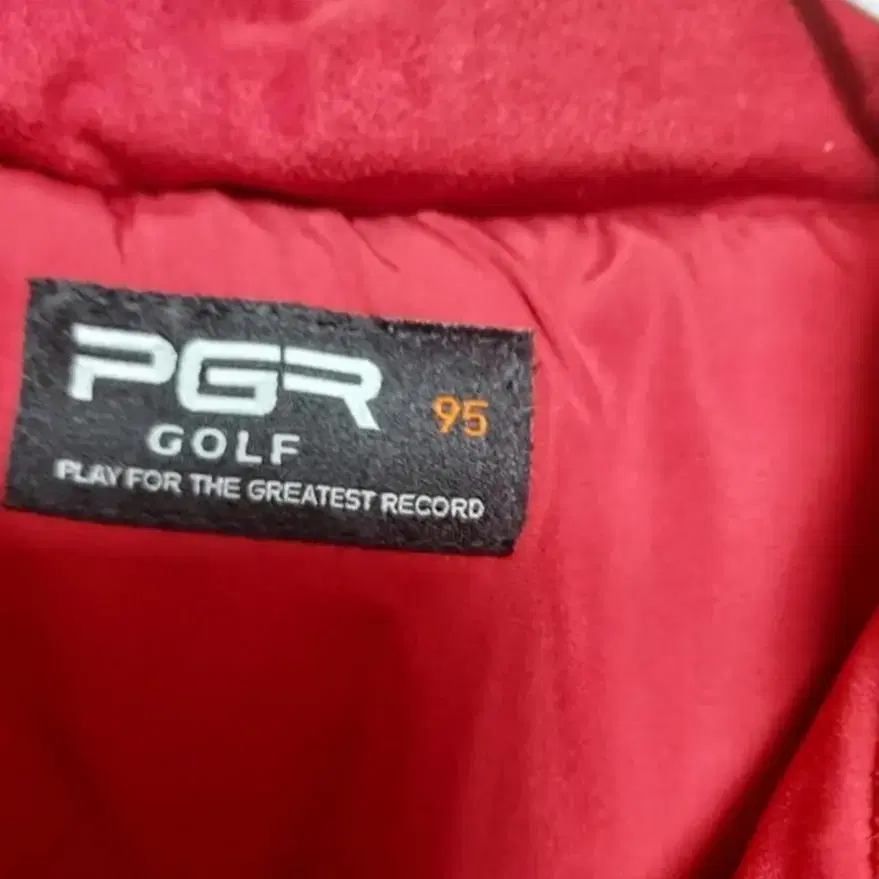 PGR
GOLF
95
PLAY FOR THE GREATEST RECORD